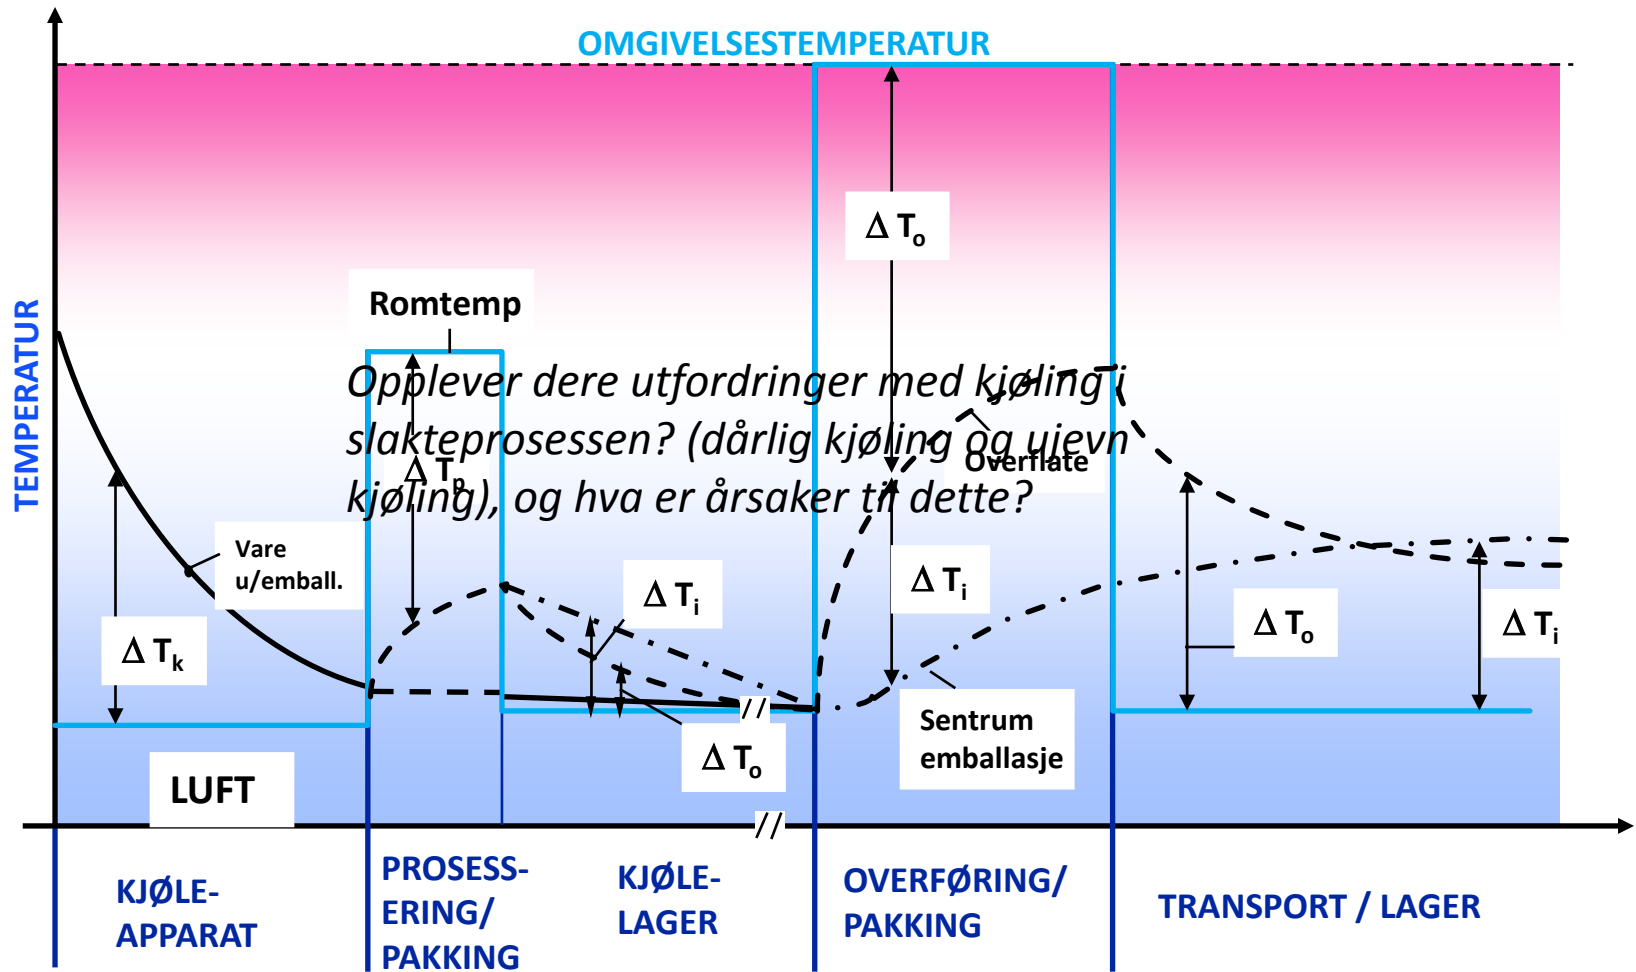 OMGIVELSESTEMPERATUR
TEMPERATUR
Δ To
Romtemp
Opplever dere utfordringer med kjøling i
slakteprosessen? (dårlig kjøling og ujevn
kjøling), og hva er årsaker til dette?
Δ Tp
Overflate
Vare
u/emball.
Δ Tk
Δ Ti
Δ To
Δ Ti
Sentrum
emballasje
Δ To
Δ Ti
LUFT
//
//
KJØLE-
APPARAT
PROSESS-
ERING/
PAKKING
KJØLE-
LAGER
OVERFØRING/
PAKKING
TRANSPORT / LAGER